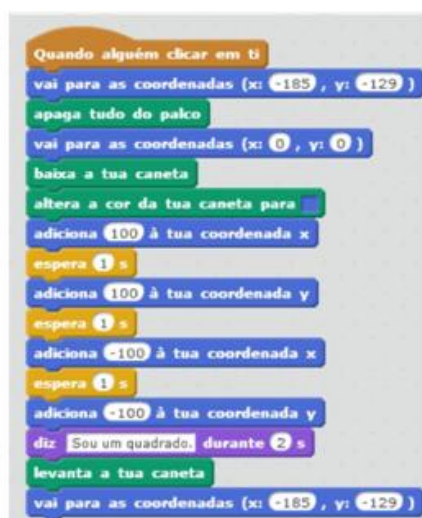 Quando alguém clicar em ti
vai para as coordenadas (x: -185 , y: -129 )
apaga tudo do palco
vai para as coordenadas (x: 0 , y: 0 )
baixa a tua caneta
altera a cor da tua caneta para
adiciona 100 à tua coordenada x
espera 1 s
adiciona 100 à tua coordenada y
espera 1 s
adiciona -100 à tua coordenada x
espera 1 s
adiciona -100 à tua coordenada y
diz Sou um quadrado. durante 2 s
levanta a tua caneta
vai para as coordenadas (x: -185 , y: -129 )